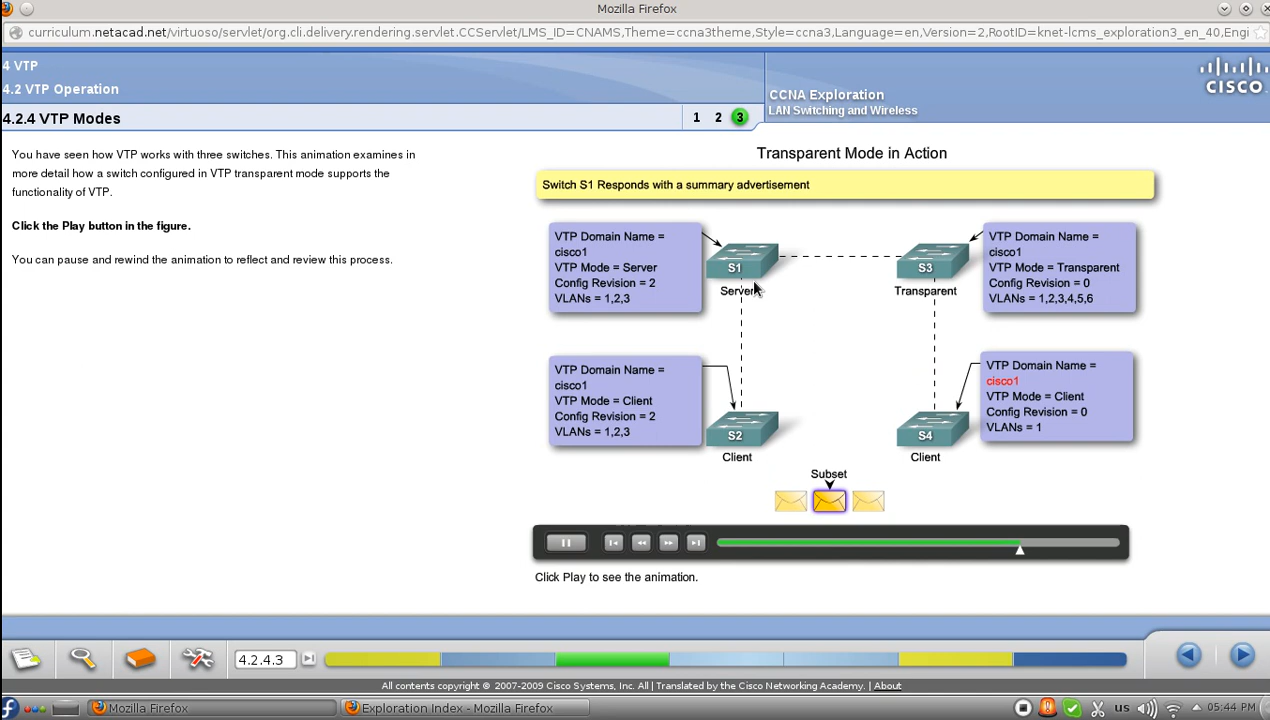 Mozilla Firefox
curriculum.netacad.net/virtuoso/servlet/org.cli.delivery.rendering.servlet.CCServlet/LMS_ID=CNAMS,Theme=ccna3theme,Style=ccna3,Language=en,Version=2,RootID=knet-lcms_exploration3_en_40,Engi
4 VTP
4.2 VTP Operation
CCNA Exploration
LAN Switching and Wireless
CISCO
4.2.4 VTP Modes
1 2 3
You have seen how VTP works with three switches. This animation examines in
more detail how a switch configured in VTP transparent mode supports the
functionality of VTP.
Click the Play button in the figure.
You can pause and rewind the animation to reflect and review this process.
Transparent Mode in Action
Switch S1 Responds with a summary advertisement
VTP Domain Name =
cisco1
VTP Mode = Server
Config Revision = 2
VLANs = 1,2,3
S1
Server
S3
Transparent
VTP Domain Name =
cisco1
VTP Mode = Transparent
Config Revision = 0
VLANs = 1,2,3,4,5,6
VTP Domain Name =
cisco1
VTP Mode = Client
Config Revision = 2
VLANs = 1,2,3
S2
Client
S4
Client
VTP Domain Name =
cisco1
VTP Mode = Client
Config Revision = 0
VLANs = 1
Subset
Click Play to see the animation.
4.2.4.3
All contents copyright © 2007-2009 Cisco Systems, Inc. All | Translated by the Cisco Networking Academy. | About
Mozilla Firefox
Exploration Index - Mozilla Firefox
us
05:44 PM